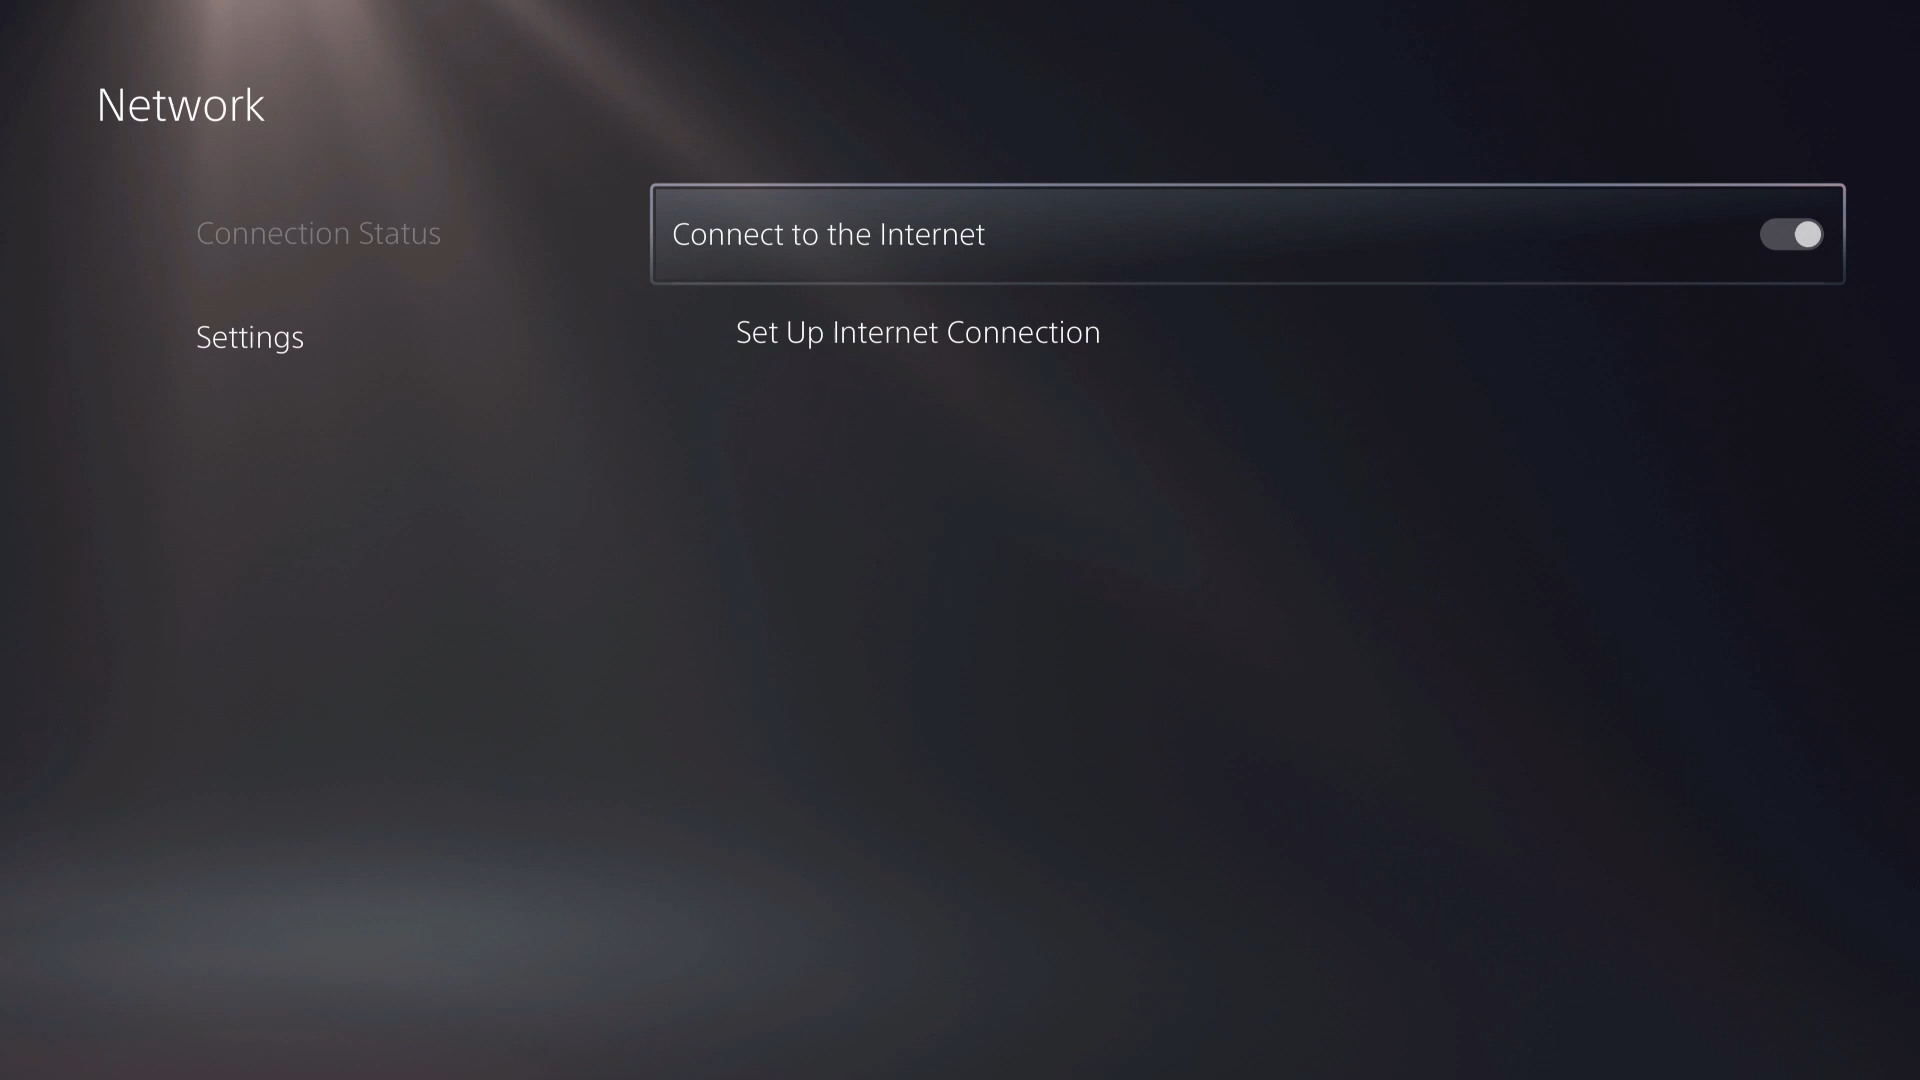 Network
Connection Status
Settings
Connect to the Internet
Set Up Internet Connection